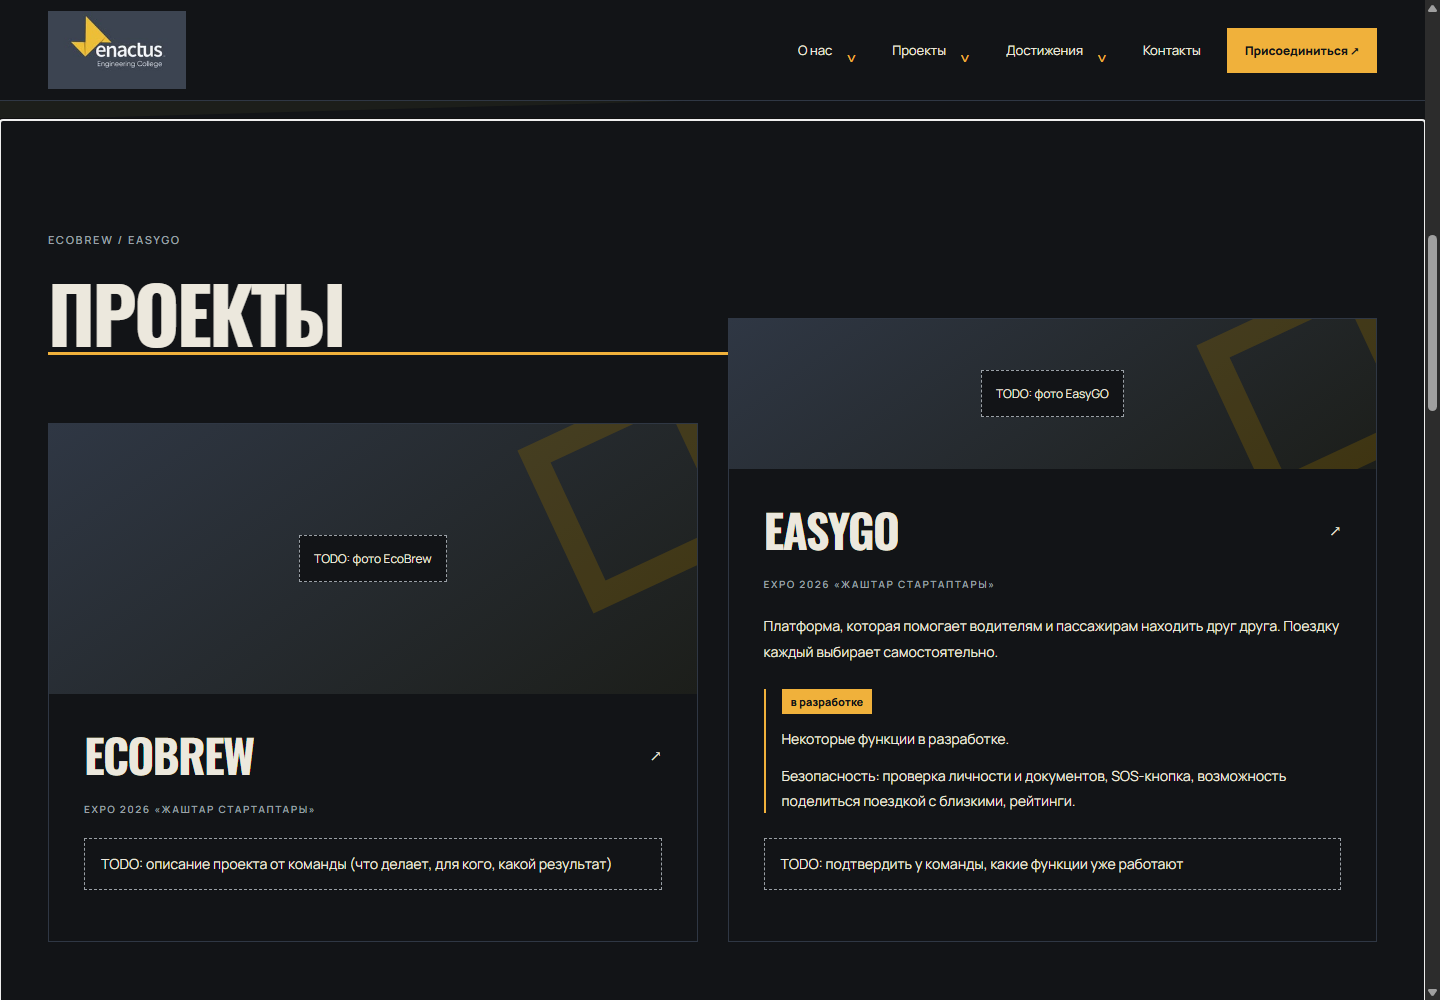 enactus
Engineering College
О нас
Проекты
Достижения
Контакты
Присоединиться ↗
ECOBREW / EASYGO
ПРОЕКТЫ
TODO: фото EcoBrew
ECOBREW
↗
EXPO 2026 «ЖАШТАР СТАРТАПТАРЫ»
TODO: описание проекта от команды (что делает, для кого, какой результат)
TODO: фото EasyGO
EASYGO
↗
EXPO 2026 «ЖАШТАР СТАРТАПТАРЫ»
Платформа, которая помогает водителям и пассажирам находить друг друга. Поездку
каждый выбирает самостоятельно.
в разработке
Некоторые функции в разработке.
Безопасность: проверка личности и документов, SOS-кнопка, возможность
поделиться поездкой с близкими, рейтинги.
TODO: подтвердить у команды, какие функции уже работают